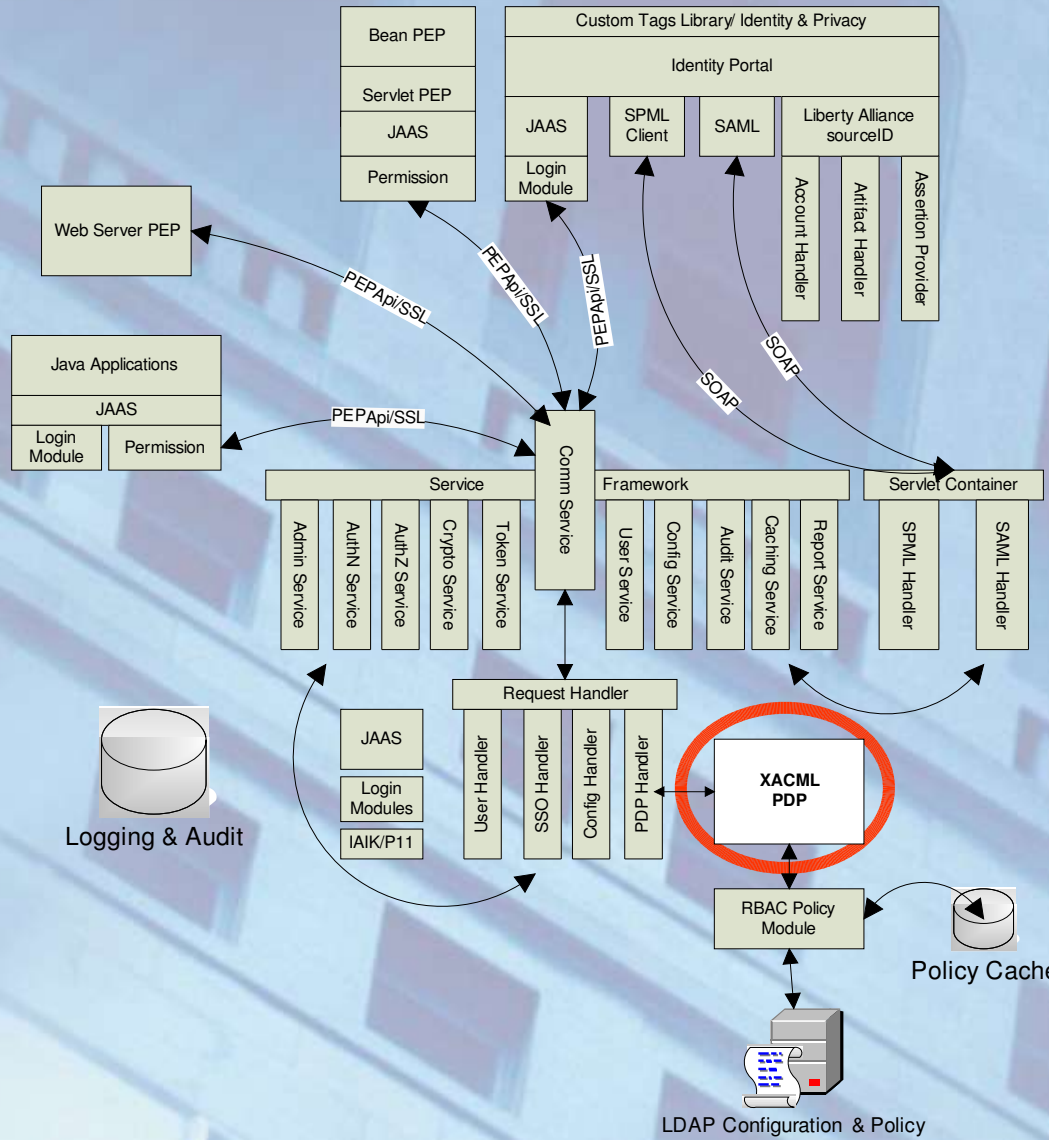 Bean PEP
Servlet PEP
JAAS
Permission
Custom Tags Library/ Identity & Privacy
Identity Portal
JAAS
Login
Module
SPML
Client
SAML
Liberty Alliance
sourceID
Account Handler
Artifact Handler
Assertion Provider
Web Server PEP
PEPApi/SSL
PEPApi/SSL
PEPApi/SSL
SOAP
SOAP
Java Applications
JAAS
Login
Module
Permission
PEPApi/SSL
Comm Service
Service
Framework
Servlet Container
Admin Service
AuthN Service
AuthZ Service
Crypto Service
Token Service
User Service
Config Service
Audit Service
Caching Service
Report Service
SPML Handler
SAML Handler
Request Handler
User Handler
SSO Handler
Config Handler
PDP Handler
JAAS
Login
Modules
IAIK/P11
XACML
PDP
Logging & Audit
RBAC Policy
Module
Policy Cache
LDAP Configuration & Policy